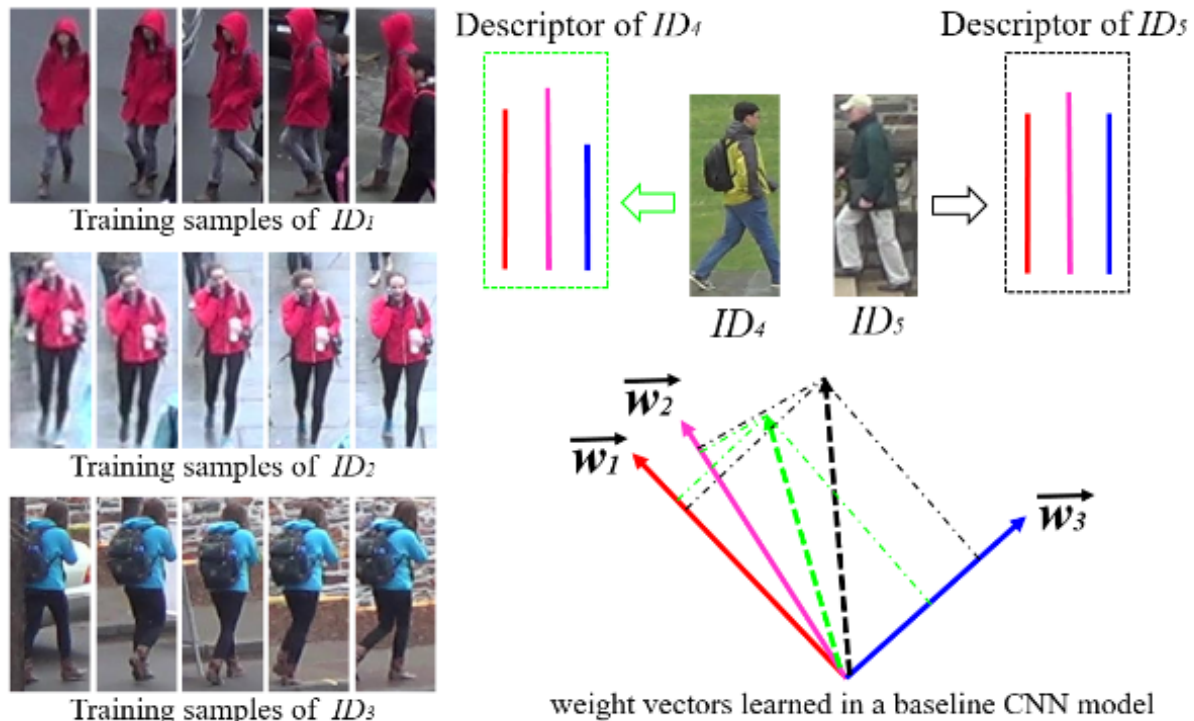 Training samples of ID1
Training samples of ID2
Training samples of ID3
Descriptor of ID4
Descriptor of ID5
ID4
ID5
w1
w2
w3
weight vectors learned in a baseline CNN model